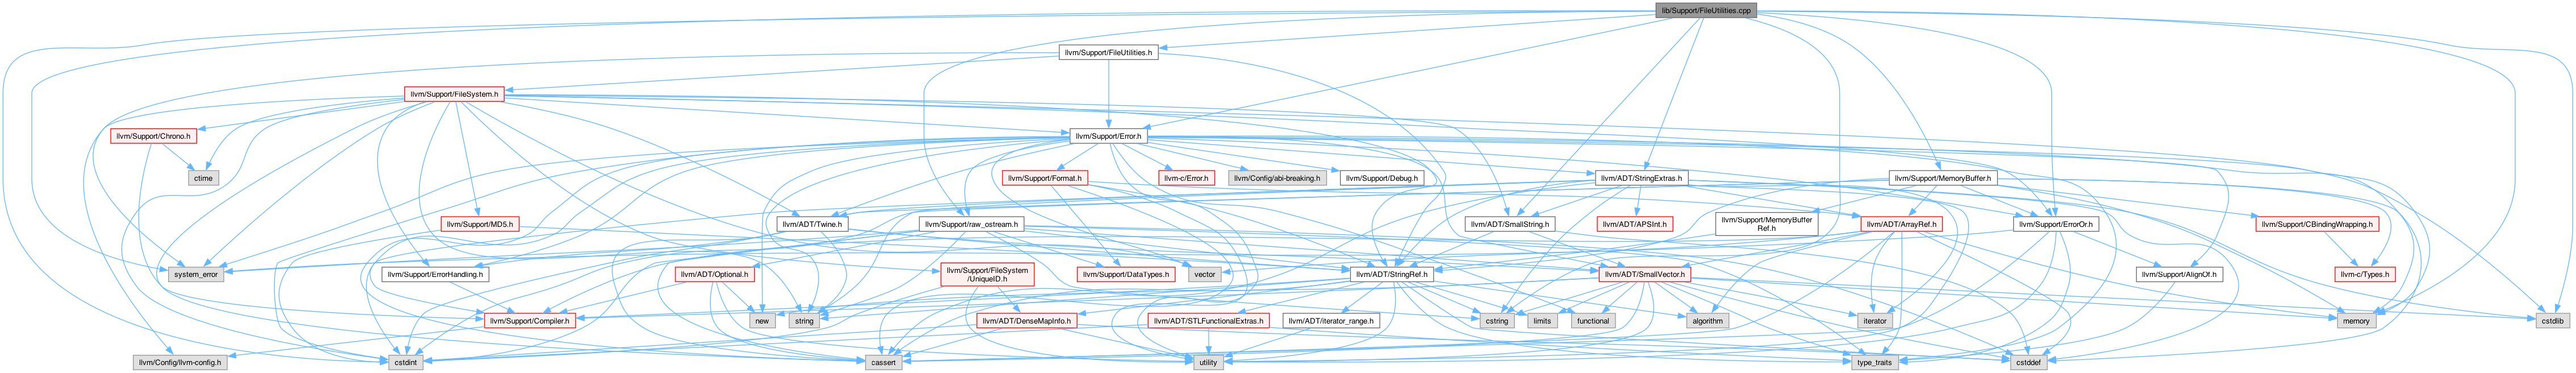 lib/Support/FileUtilities.cpp
llvm/Support/FileUtilities.h
llvm/Support/FileSystem.h
llvm/Support/Chrono.h
llvm/Support/Error.h
ctime
llvm/Support/Format.h
llvm-c/Error.h
llvm/Config/abi-breaking.h
llvm/Support/Debug.h
llvm/ADT/StringExtras.h
llvm/Support/MemoryBuffer.h
llvm/Support/MD5.h
llvm/ADT/Twine.h
llvm/Support/raw_ostream.h
llvm/ADT/SmallString.h
llvm/ADT/APSInt.h
llvm/Support/MemoryBuffer
Ref.h
llvm/ADT/ArrayRef.h
llvm/Support/ErrorOr.h
llvm/Support/CBindingWrapping.h
system_error
llvm/Support/ErrorHandling.h
llvm/ADT/Optional.h
llvm/Support/FileSystem
/UniqueID.h
llvm/Support/DataTypes.h
vector
llvm/ADT/StringRef.h
llvm/ADT/SmallVector.h
llvm/Support/AlignOf.h
llvm-c/Types.h
llvm/Support/Compiler.h
new
string
llvm/ADT/DenseMapInfo.h
llvm/ADT/STLFunctionalExtras.h
llvm/ADT/iterator_range.h
cstring
limits
functional
algorithm
iterator
memory
cstdlib
llvm/Config/llvm-config.h
cstdint
cassert
utility
type_traits
cstddef